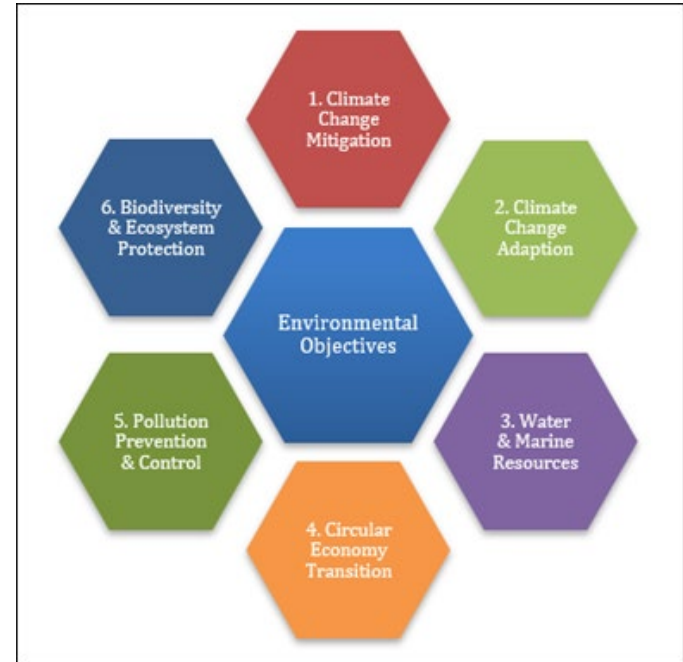 1. Climate
Change
Mitigation
2. Climate
Change
Adaption
3. Water
& Marine
Resources
4. Circular
Economy
Transition
5. Pollution
Prevention
& Control
6. Biodiversity
& Ecosystem
Protection
Environmental
Objectives